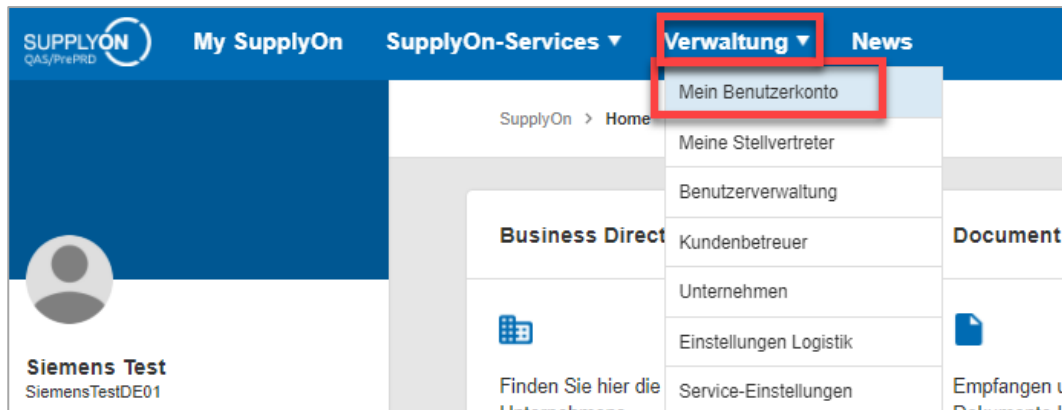 SUPPLYON
QAS/PrePRD
My SupplyOn
SupplyOn-Services ▼
Verwaltung ▼
News
Mein Benutzerkonto
Meine Stellvertreter
Benutzerverwaltung
Kundenbetreuer
Unternehmen
Einstellungen Logistik
Service-Einstellungen
SupplyOn > Home
Business Direct
Finden Sie hier die
Document
Empfangen u
Siemens Test
SiemensTestDE01